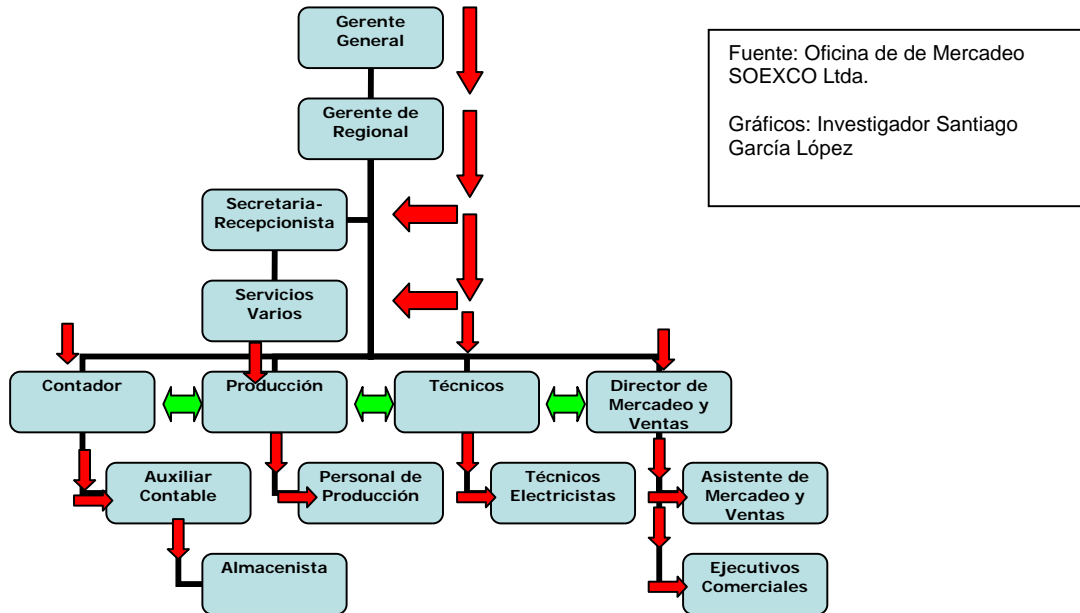 Gerente
General
Gerente de
Regional
Secretaria-
Recepcionista
Servicios
Varios
Contador
Producción
Técnicos
Director de
Mercadeo y
Ventas
Auxiliar
Contable
Personal de
Producción
Técnicos
Electricistas
Asistente de
Mercadeo y
Ventas
Almacenista
Ejecutivos
Comerciales
Fuente: Oficina de de Mercadeo
SOEXCO Ltda.
Gráficos: Investigador Santiago
García López